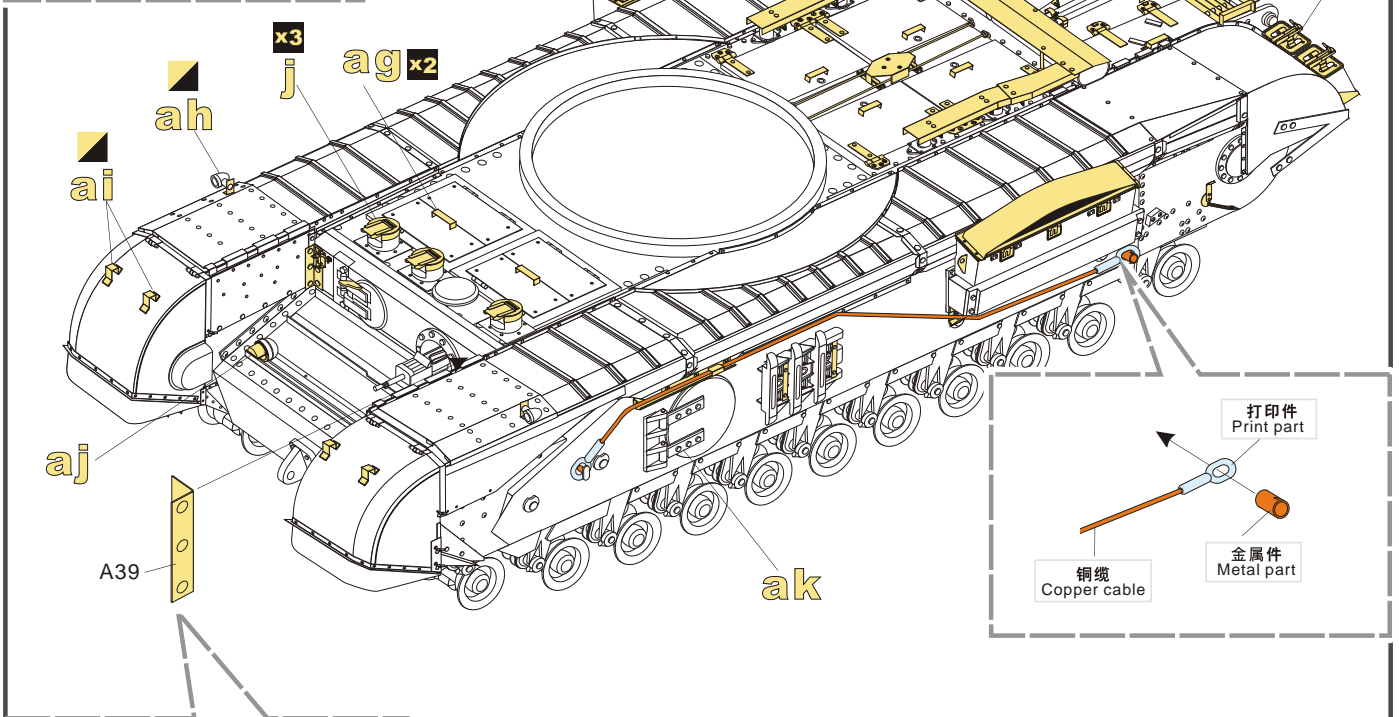 x3
j
ag x2
ah
ai
aj
A39
ak
打印件
Print part
铜缆
Copper cable
金属件
Metal part